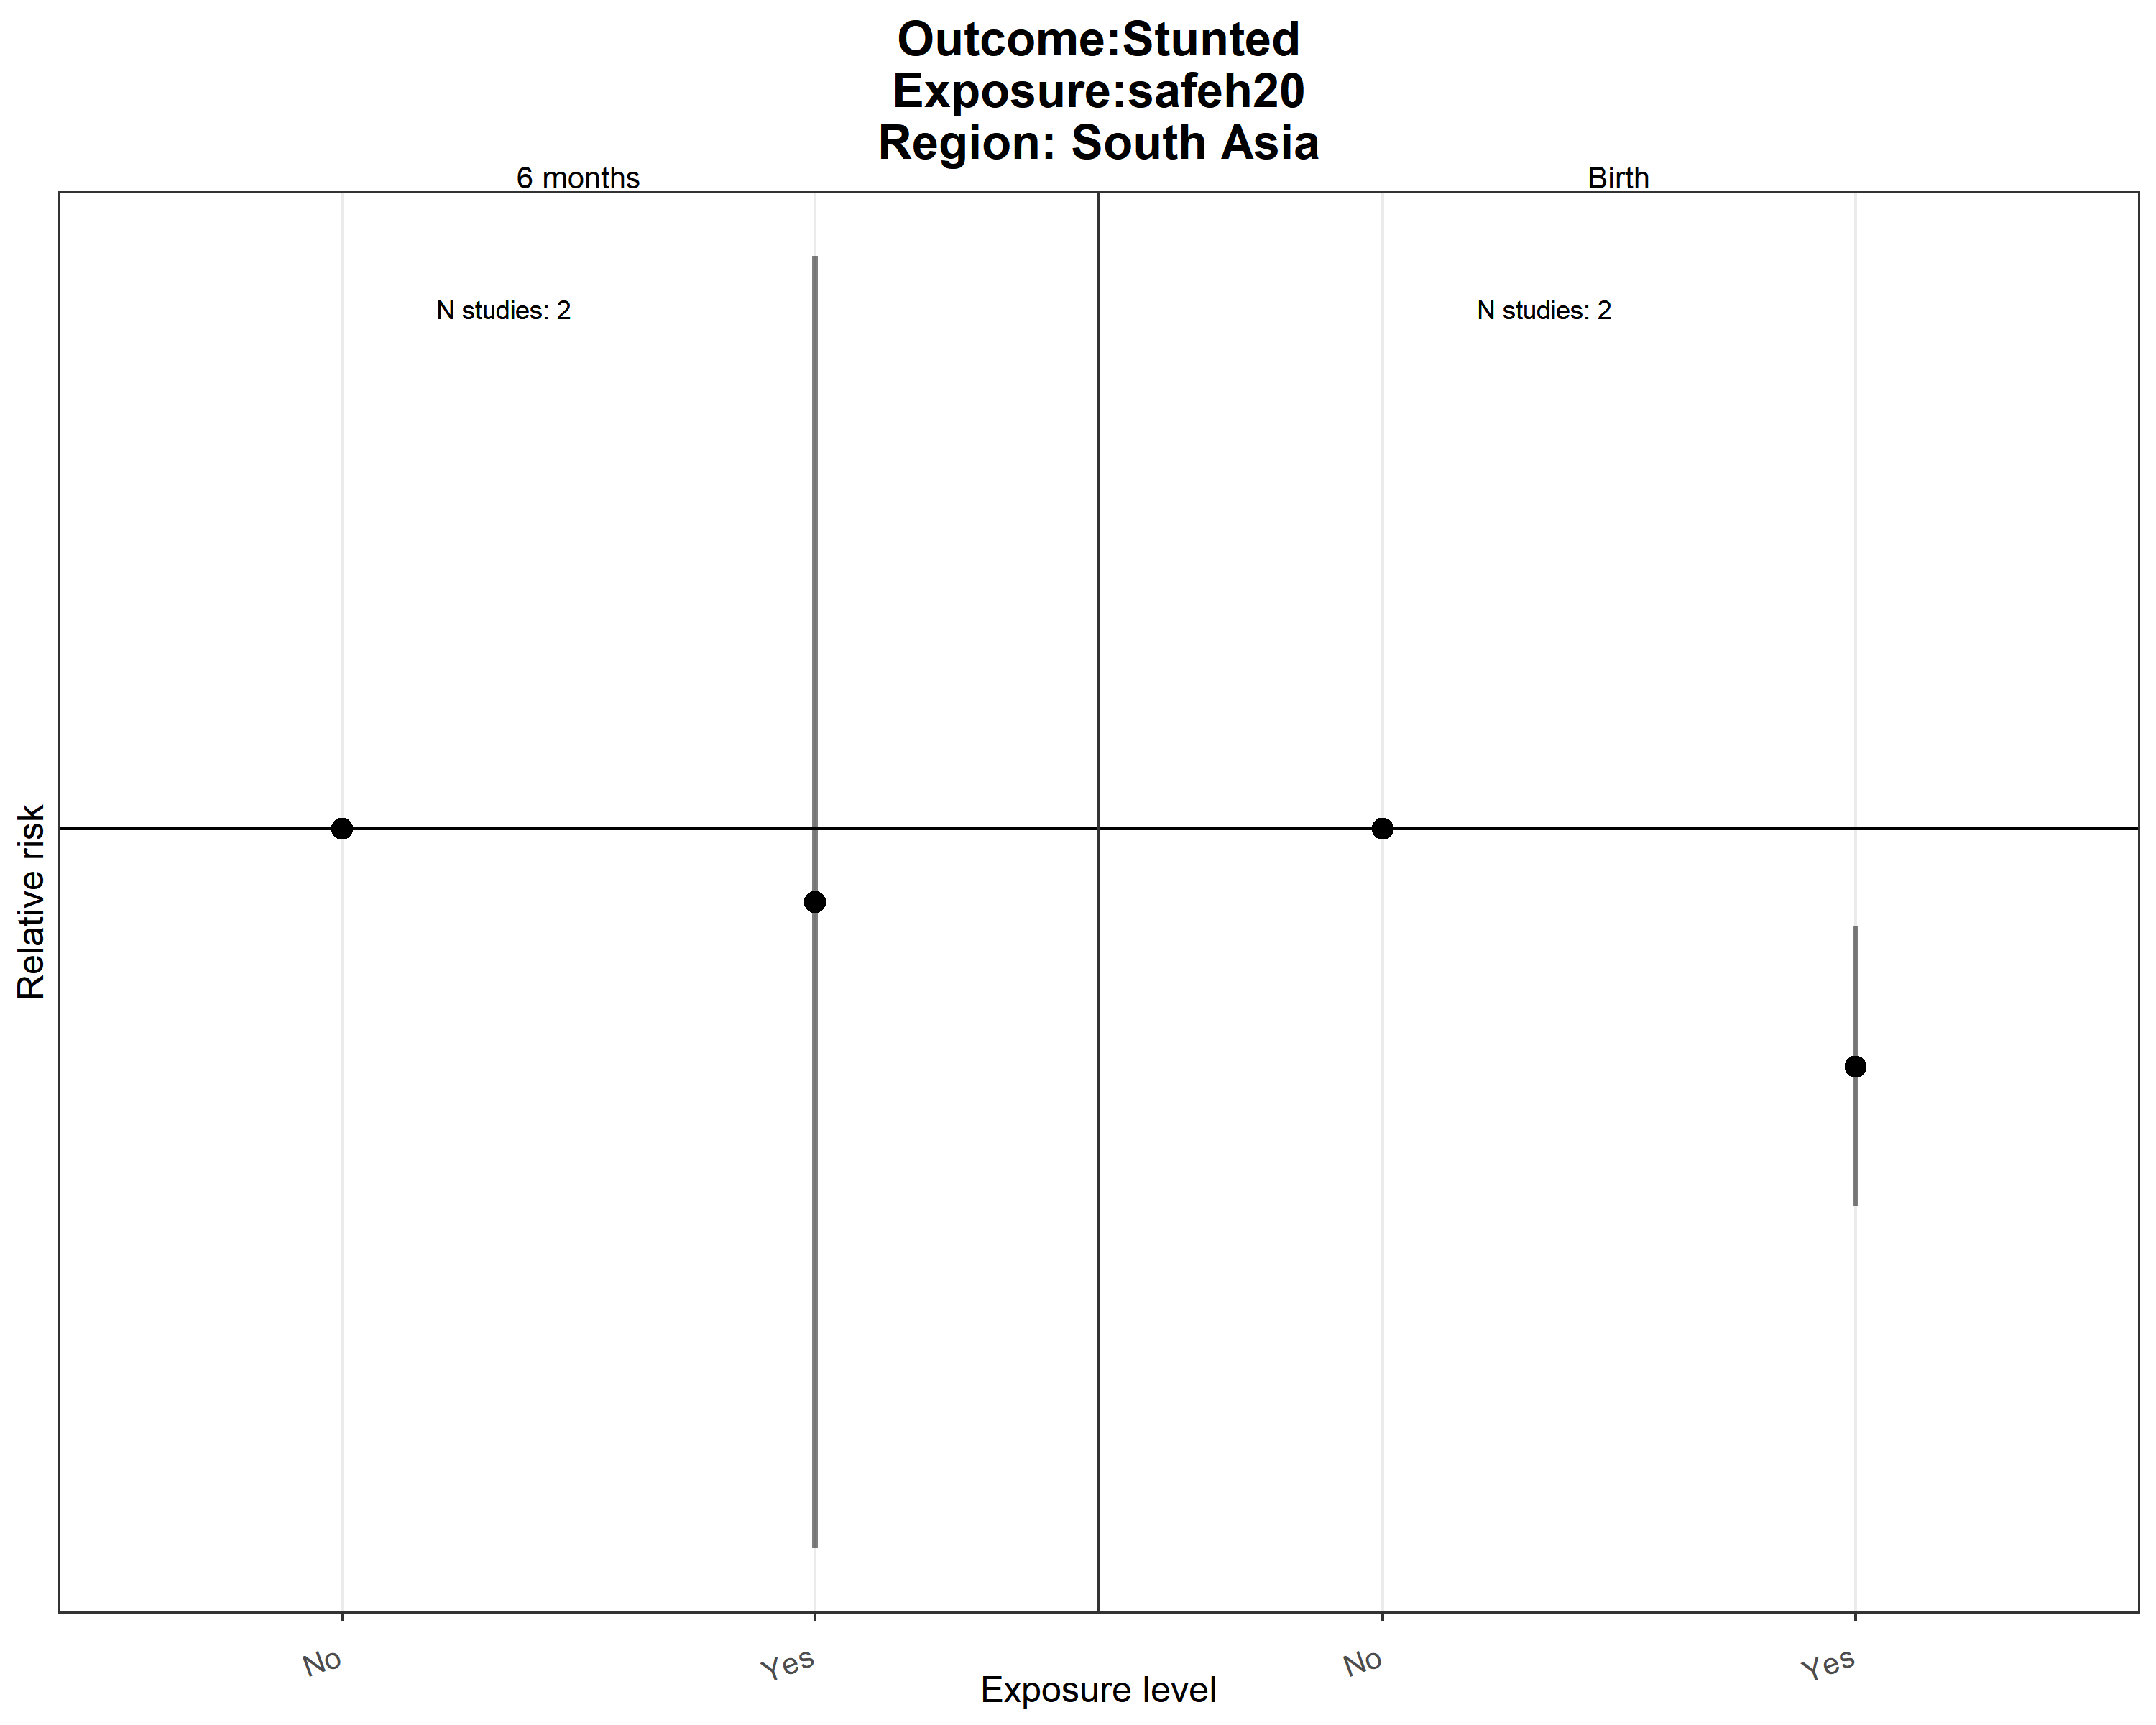 Outcome:Stunted
Exposure:safeh20
Region: South Asia
6 months
Birth
N studies: 2
N studies: 2
Relative risk
No
Yes
No
Yes
Exposure level